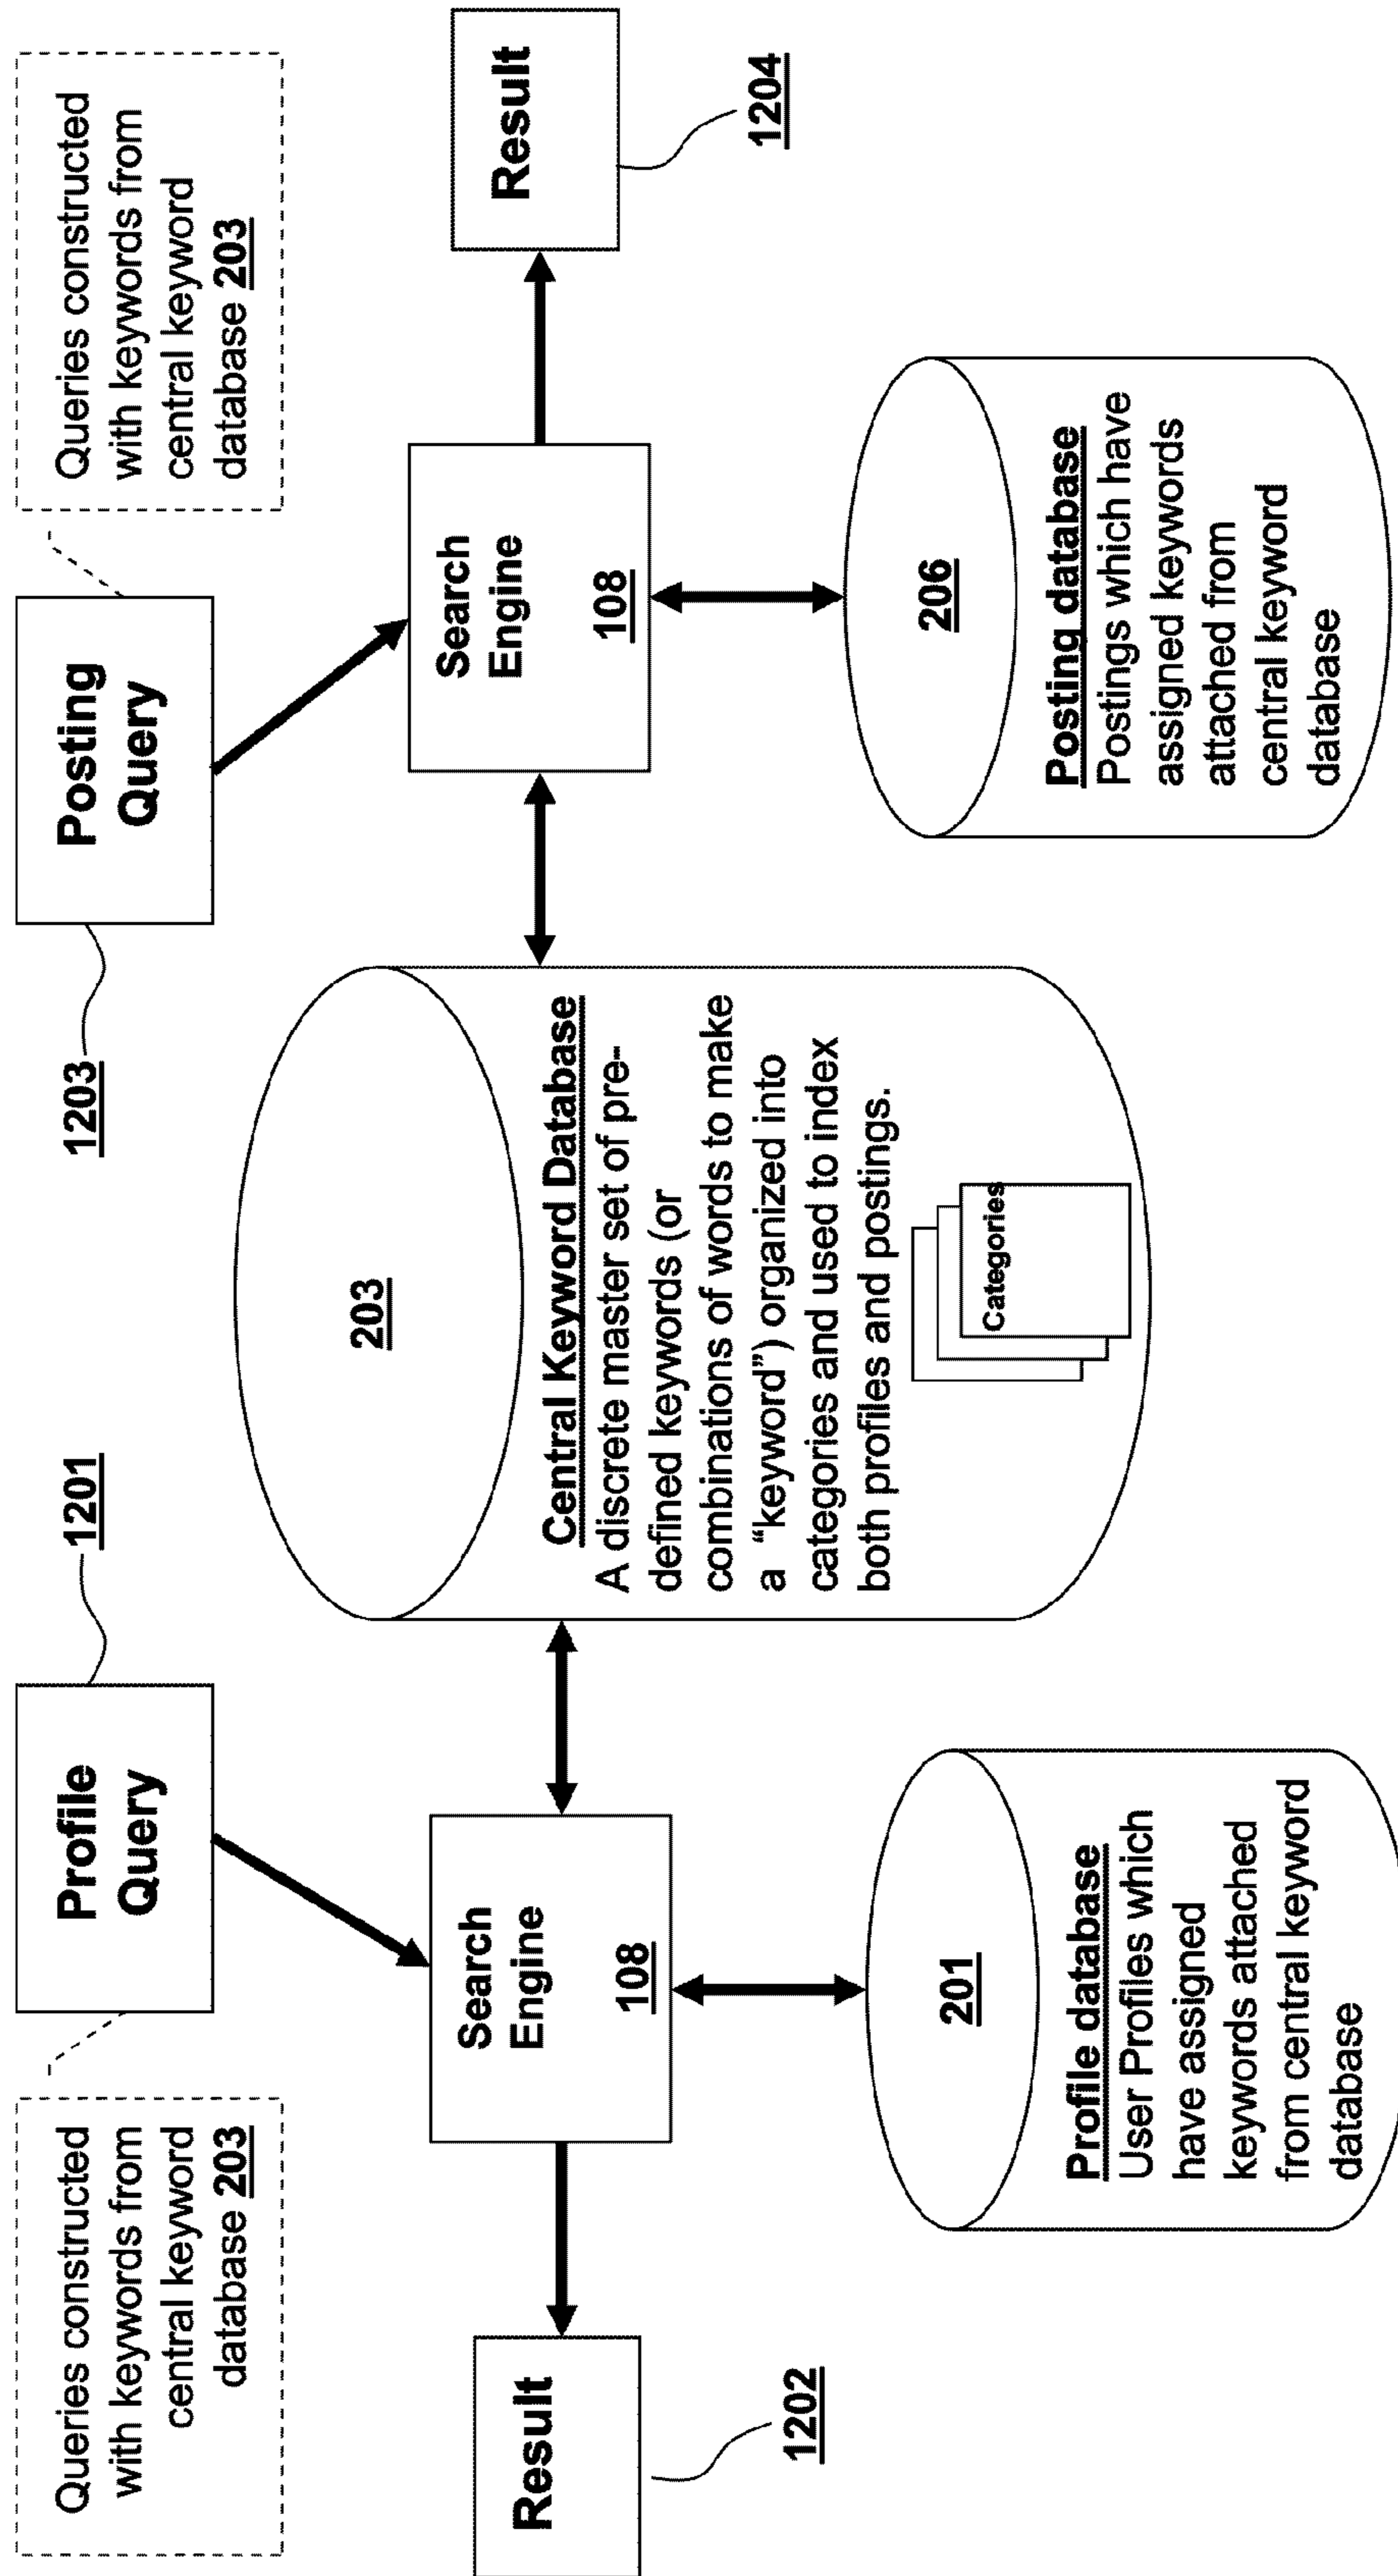 Queries constructed
with keywords from
central keyword
database 203
Profile
Query
1201
1203
Posting
Query
Queries constructed
with keywords from
central keyword
database 203
Result
1202
Search
Engine
108
203
Central Keyword Database
A discrete master set of pre-
defined keywords (or
combinations of words to make
a “keyword”) organized into
categories and used to index
both profiles and postings.
Categories
Search
Engine
108
Result
1204
201
Profile database
User Profiles which
have assigned
keywords attached
from central keyword
database
206
Posting database
Postings which have
assigned keywords
attached from
central keyword
database